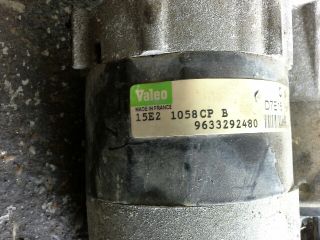 Valeo
MADE IN FRANCE
15E2 1058CP B
9633292480